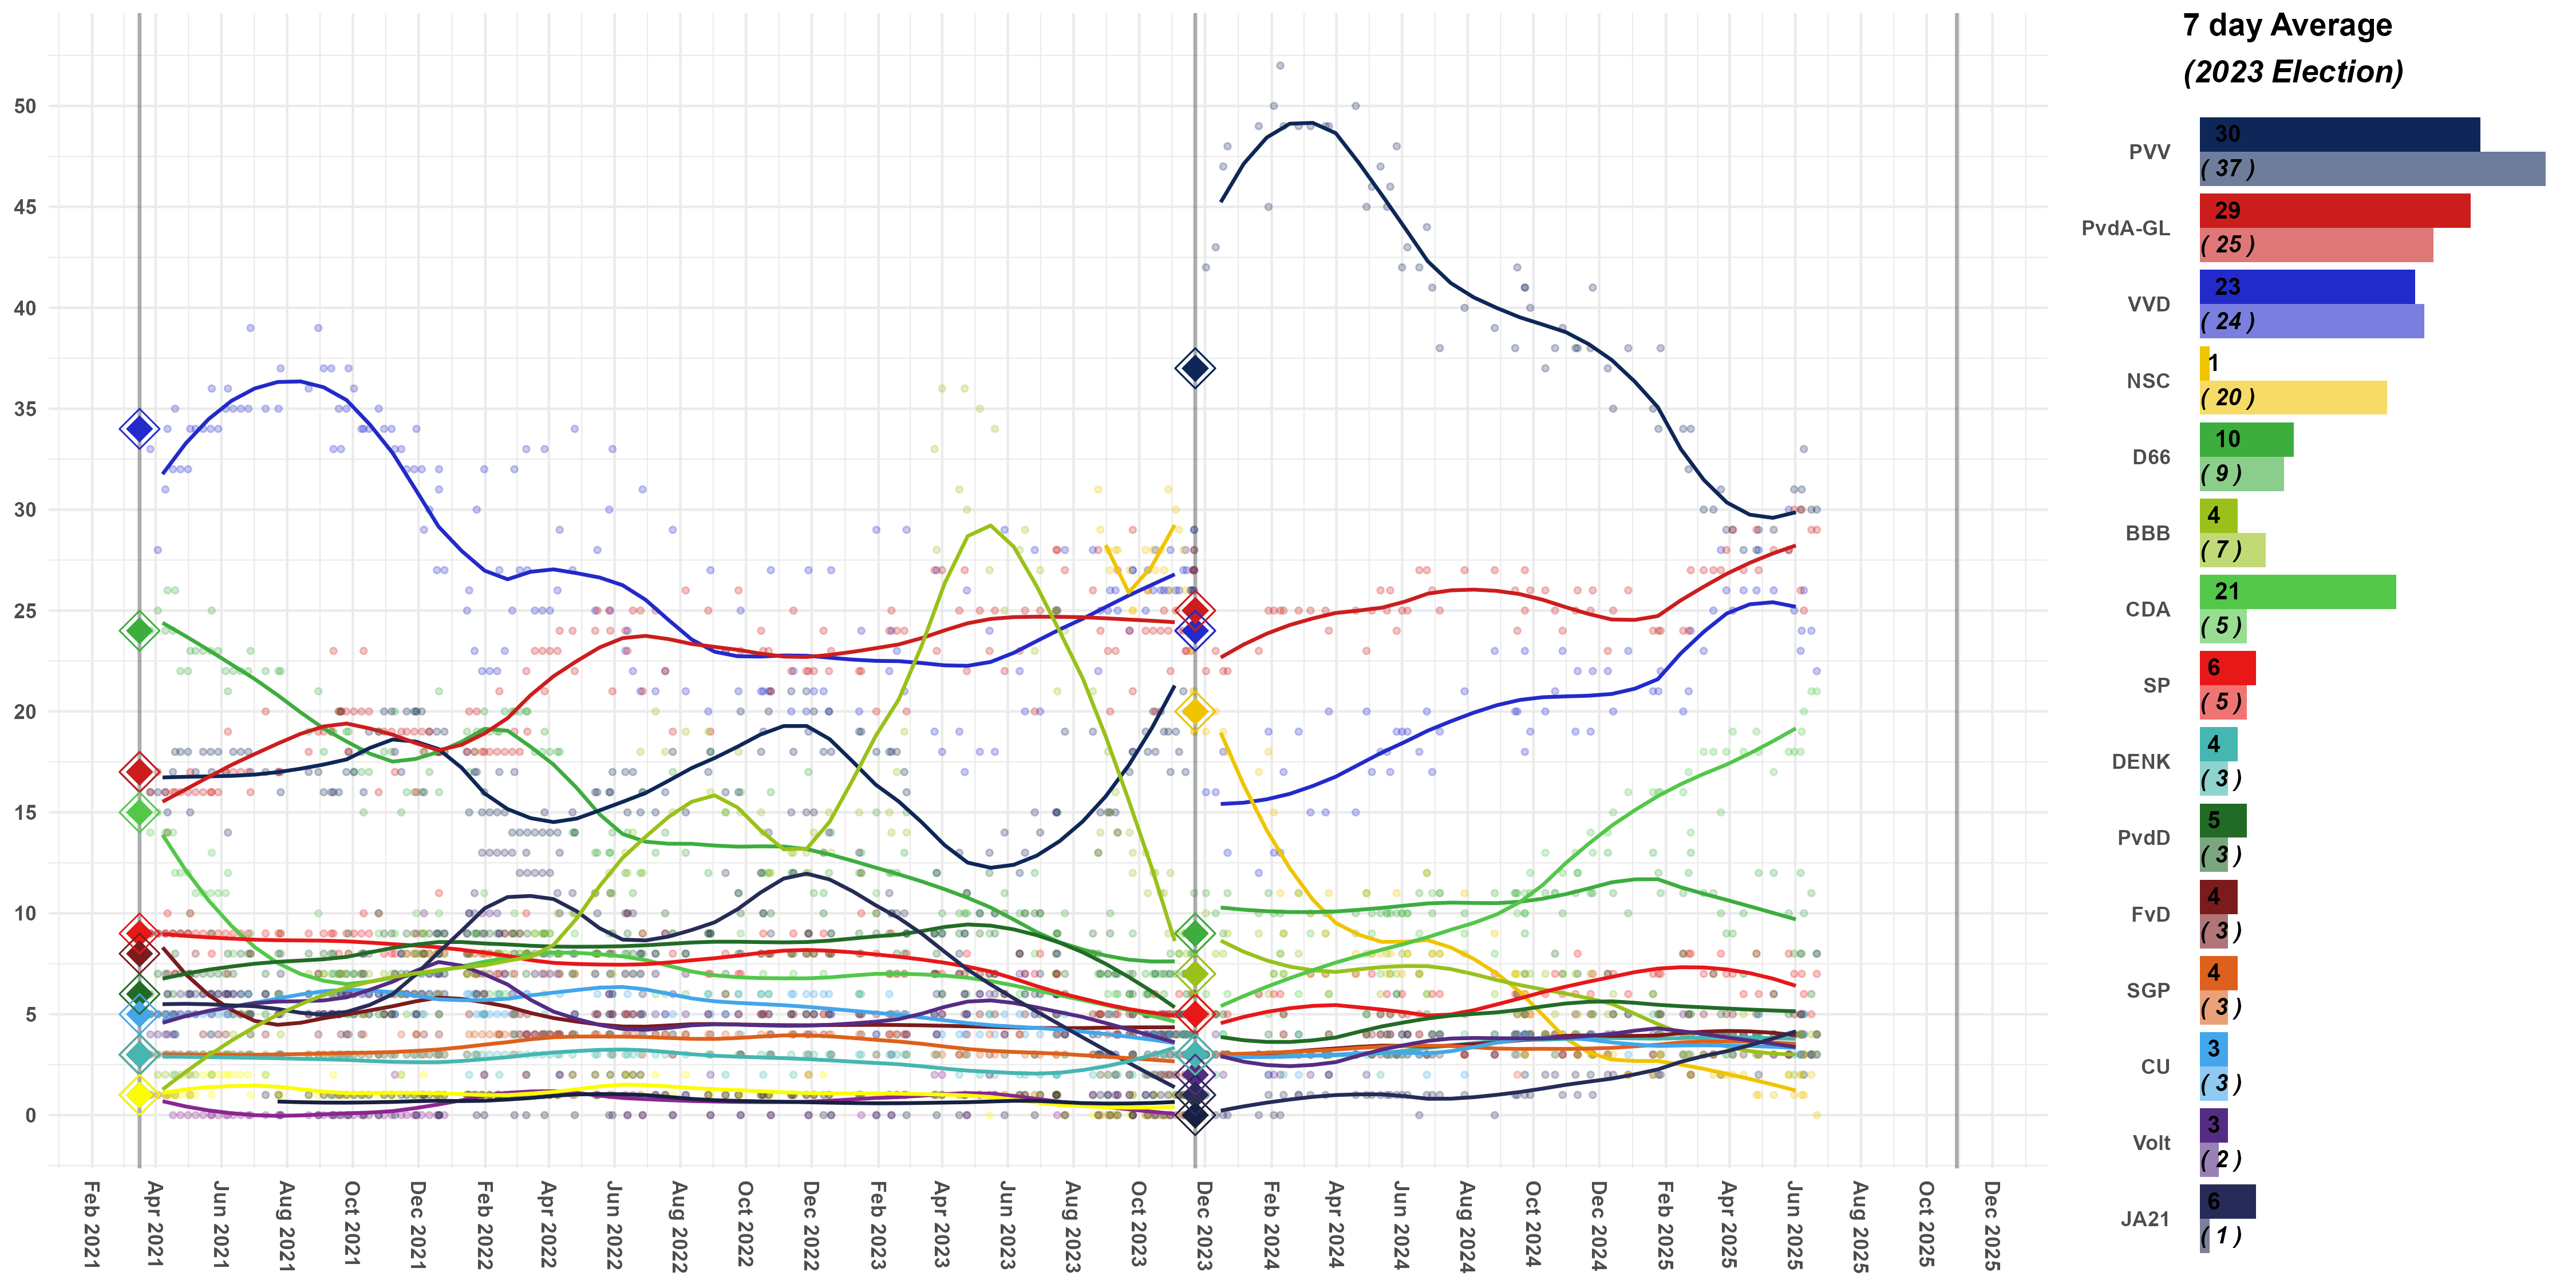 7 day Average
(2023 Election)
50
45
40
35
30
25
20
15
10
5
0
Feb 2021
Apr 2021
Jun 2021
Aug 2021
Oct 2021
Dec 2021
Feb 2022
Apr 2022
Jun 2022
Aug 2022
Oct 2022
Dec 2022
Feb 2023
Apr 2023
Jun 2023
Aug 2023
Oct 2023
Dec 2023
Feb 2024
Apr 2024
Jun 2024
Aug 2024
Oct 2024
Dec 2024
Feb 2025
Apr 2025
Jun 2025
Aug 2025
Oct 2025
Dec 2025
PVV
30
( 37 )
PvdA-GL
29
( 25 )
VVD
23
( 24 )
NSC
1
( 20 )
D66
10
( 9 )
BBB
4
( 7 )
CDA
21
( 5 )
SP
6
( 5 )
DENK
4
( 3 )
PvdD
5
( 3 )
FvD
4
( 3 )
SGP
4
( 3 )
CU
3
( 3 )
Volt
3
( 2 )
JA21
6
( 1 )